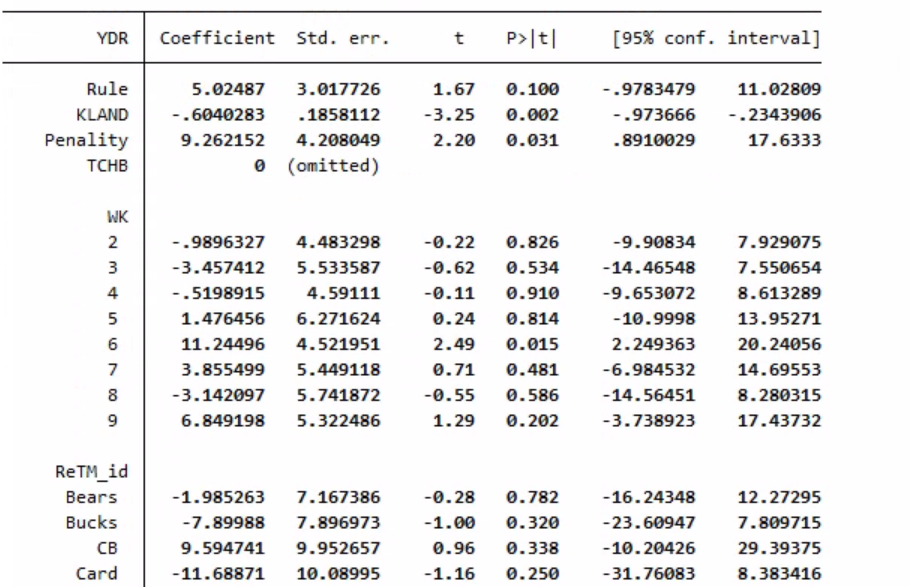 YDR Coefficient Std. err. t P>|t| [95% conf. interval]
Rule 5.02487 3.017726 1.67 0.100 -.9783479 11.02809
KLAND -.6040283 .1858112 -3.25 0.002 -.973666 -.2343906
Penality 9.262152 4.208049 2.20 0.031 .8910029 17.6333
TCHB 0 (omitted)
WK
2 -.9896327 4.483298 -0.22 0.826 -9.90834 7.929075
3 -3.457412 5.533587 -0.62 0.534 -14.46548 7.550654
4 -.5198915 4.59111 -0.11 0.910 -9.653072 8.613289
5 1.476456 6.271624 0.24 0.814 -10.9998 13.95271
6 11.24496 4.521951 2.49 0.015 2.249363 20.24056
7 3.855499 5.449118 0.71 0.481 -6.984532 14.69553
8 -3.142097 5.741872 -0.55 0.586 -14.56451 8.280315
9 6.849198 5.322486 1.29 0.202 -3.738923 17.43732
ReTM_id
Bears -1.985263 7.167386 -0.28 0.782 -16.24348 12.27295
Bucks -7.89988 7.896973 -1.00 0.320 -23.60947 7.809715
CB 9.594741 9.952657 0.96 0.338 -10.20426 29.39375
Card -11.68871 10.08995 -1.16 0.250 -31.76083 8.383416